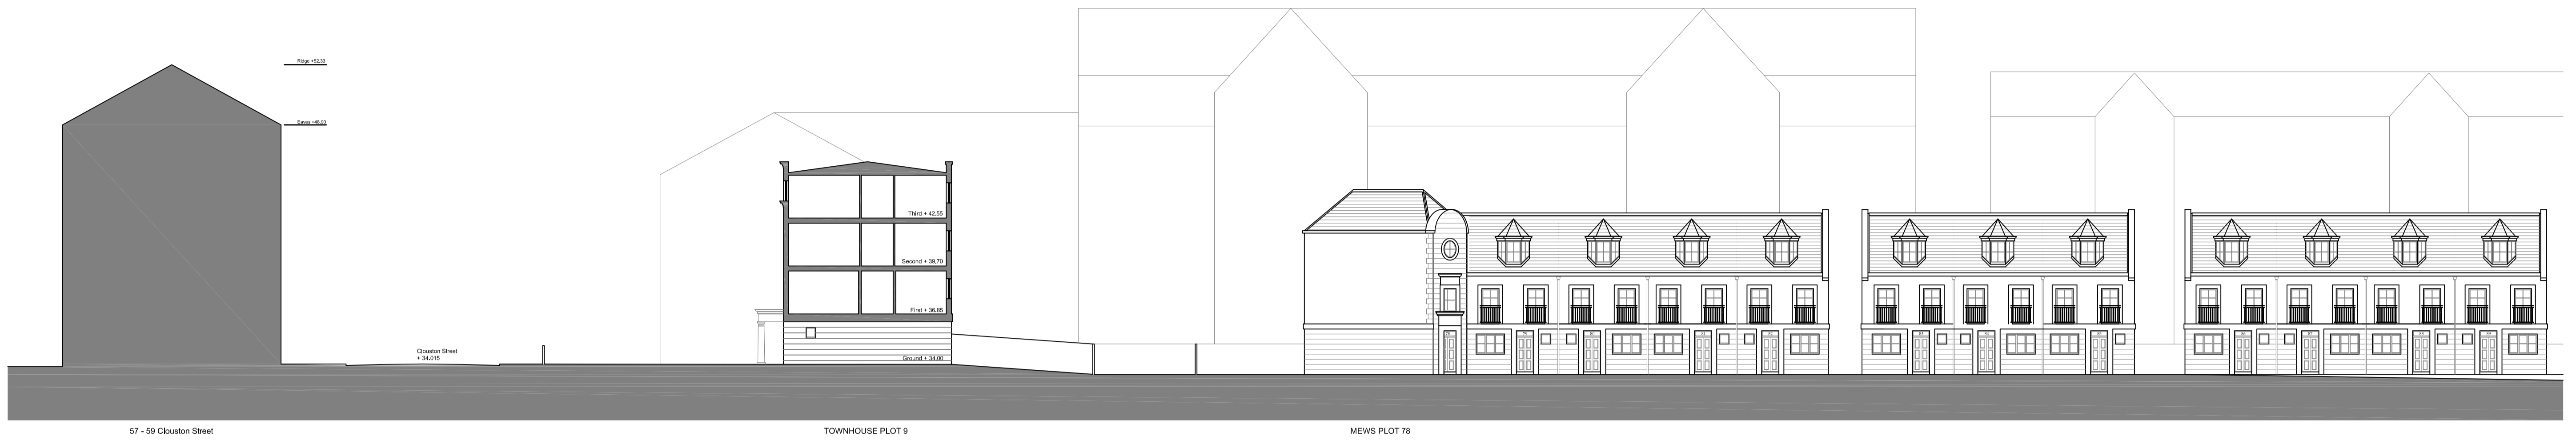 Ridge +52.33
Eaves +48.90
Clouston Street
+ 34.015
Third + 42.55
Second + 39.70
First + 36.85
Ground + 34.00
57 - 59 Clouston Street
TOWNHOUSE PLOT 9
MEWS PLOT 78